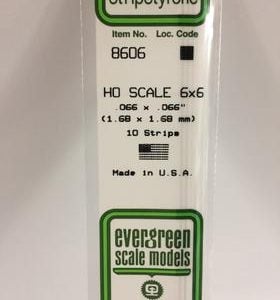 Item No. Loc. Code
8606
HO SCALE 6x6
.066 x .066"
(1.68 x 1.68 mm)
10 Strips
Made in U.S.A.
evergreen
scale models